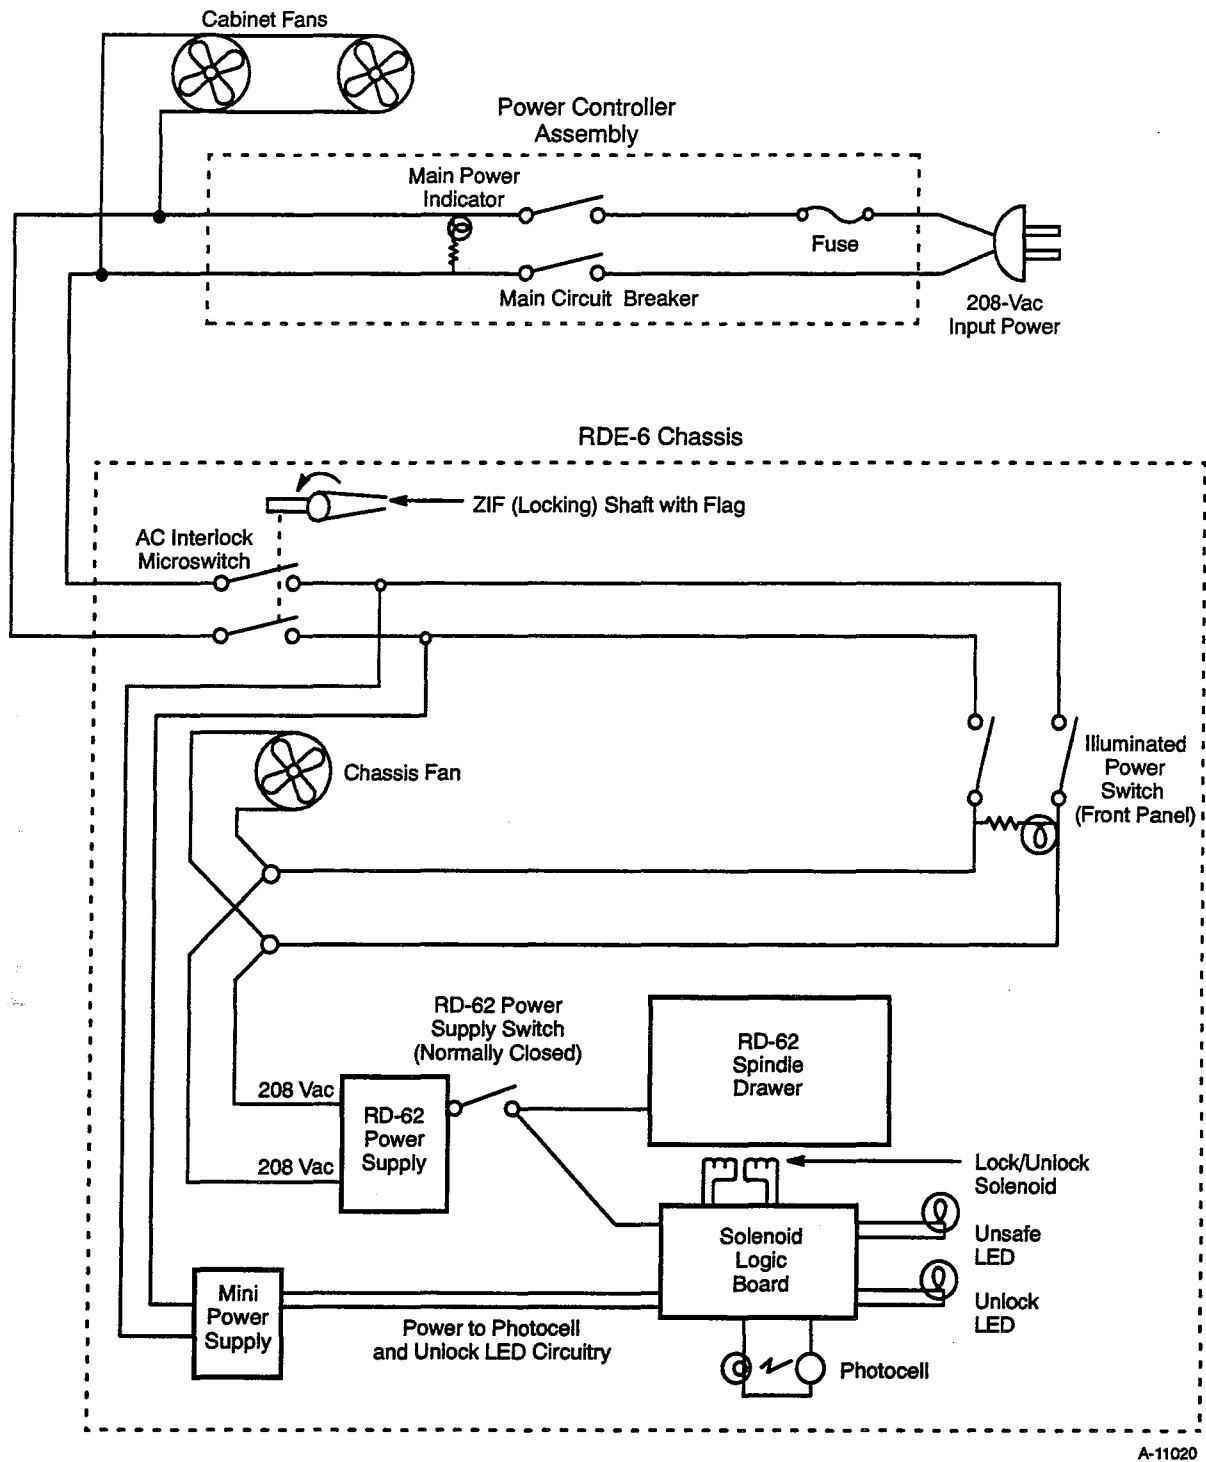 Cabinet Fans
Power Controller
Assembly
Main Power
Indicator
Fuse
Main Circuit Breaker
208-Vac
Input Power
RDE-6 Chassis
ZIF (Locking) Shaft with Flag
AC Interlock
Microswitch
Illuminated
Power
Switch
(Front Panel)
Chassis Fan
RD-62 Power
Supply Switch
(Normally Closed)
RD-62
Spindle
Drawer
208 Vac
RD-62
Power
Supply
208 Vac
Lock/Unlock
Solenoid
Solenoid
Logic
Board
Unsafe
LED
Unlock
LED
Mini
Power
Supply
Power to Photocell
and Unlock LED Circuitry
Photocell
A-11020